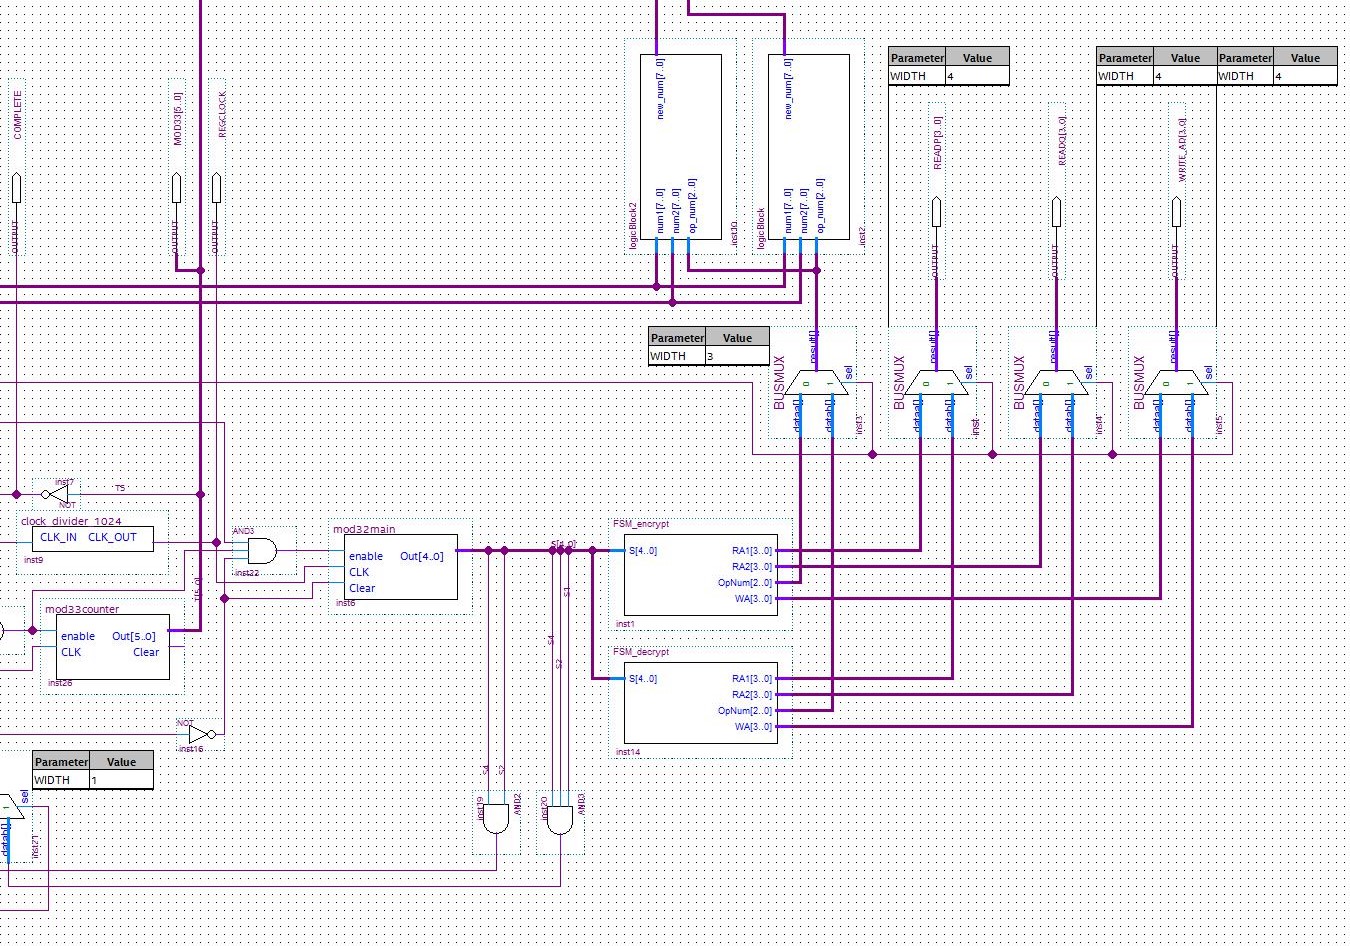 Parameter Value
WIDTH 4
Parameter Value Parameter Value
WIDTH 4 WIDTH 4
COMPLETE
MOD33[5..0]
REGCLOCK
OUTPUT
OUTPUT
OUTPUT
new_num[7..0]
num1[7..0]
num2[7..0]
op_num[2..0]
logicBlock2
inst10
new_num[7..0]
num1[7..0]
num2[7..0]
op_num[2..0]
logicBlock
inst2
READP[3..0]
READQ[3..0]
WRITE_AD[3..0]
OUTPUT
OUTPUT
OUTPUT
Parameter Value
WIDTH 3
BUSMUX
result[]
sel
0 1
dataa[]
datab[]
inst3
BUSMUX
result[]
sel
0 1
dataa[]
datab[]
inst
BUSMUX
result[]
sel
0 1
dataa[]
datab[]
inst4
BUSMUX
result[]
sel
0 1
dataa[]
datab[]
inst5
inst7
NOT
T5
clock_divider_1024
CLK_IN CLK_OUT
inst9
AND3
inst22
mod32main
enable Out[4..0]
CLK
Clear
inst6
S[4..0]
FSM_encrypt
S[4..0] RA1[3..0]
RA2[3..0]
OpNum[2..0]
WA[3..0]
inst1
T[5..0]
mod33counter
enable Out[5..0]
CLK Clear
inst26
S1
S4
S2
FSM_decrypt
S[4..0] RA1[3..0]
RA2[3..0]
OpNum[2..0]
WA[3..0]
inst14
NOT
inst16
Parameter Value
WIDTH 1
S4
S2
sel
1
datab[]
inst21
inst19
AND2
inst20
AND3